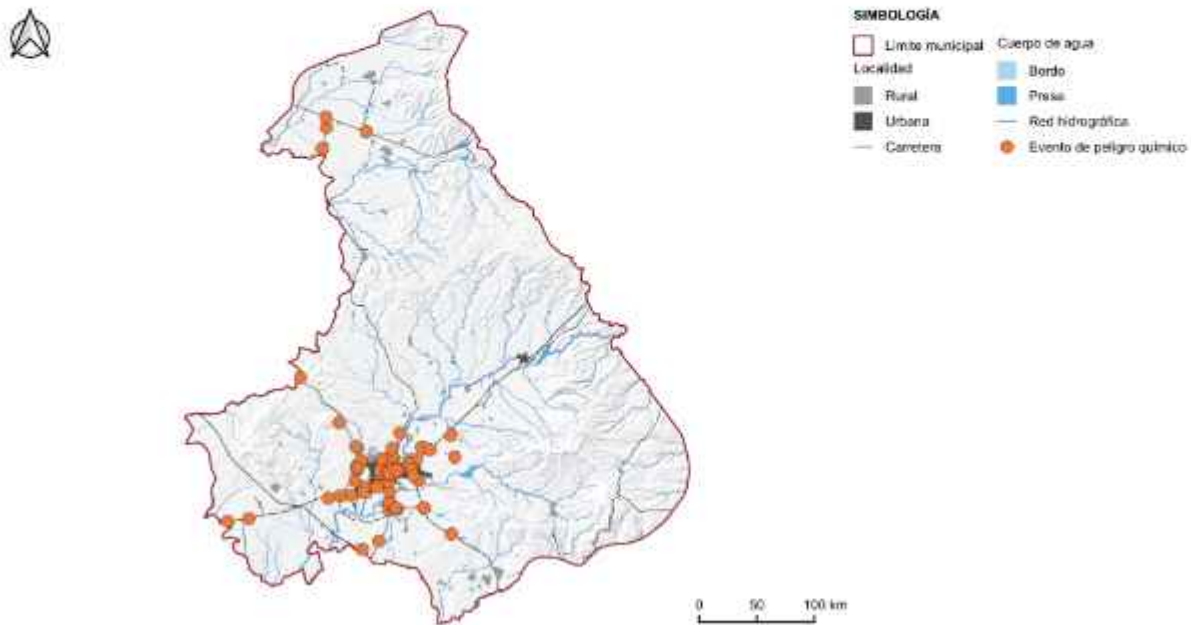 SIMBOLOGÍA
Límite municipal
Localidad
Rural
Urbana
Carretera
Cuerpo de agua
Bordo
Presa
Red hidrográfica
Evento de peligro químico
0 50 100 km